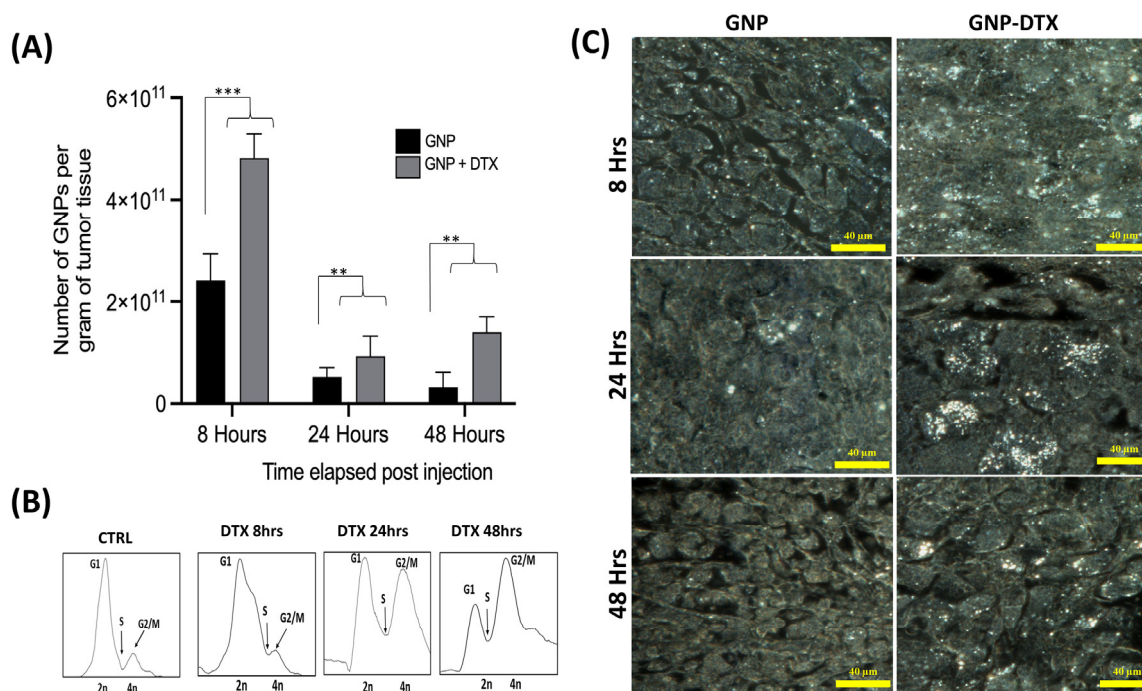 (A)
Number of GNPs per
gram of tumor tissue
6×10¹¹
4×10¹¹
2×10¹¹
0
***
**
**
GNP
GNP + DTX
8 Hours
24 Hours
48 Hours
Time elapsed post injection
(B)
CTRL
G1
S
G2/M
2n
4n
DTX 8hrs
G1
S
G2/M
2n
4n
DTX 24hrs
G1
S
G2/M
2n
4n
DTX 48hrs
G1
S
G2/M
2n
4n
(C)
GNP
GNP-DTX
8 Hrs
40 µm
40 µm
24 Hrs
40 µm
40 µm
48 Hrs
40 µm
40 µm